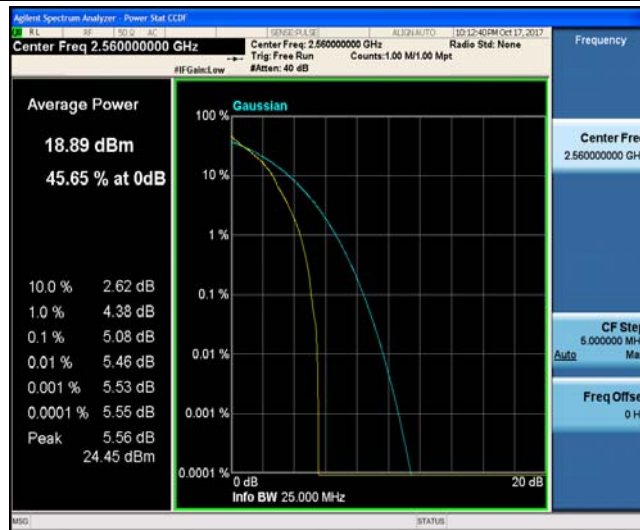 Agilent Spectrum Analyzer - Power Stat CCDF
RL RF 50 Ω AC SENSE:PULSE ALIGN AUTO 10:12:40 PM Oct 17, 2017
Center Freq 2.560000000 GHz
Center Freq: 2.560000000 GHz Radio Std: None
Trig: Free Run Counts:1.00 M/1.00 Mpt
#IFGain:Low #Atten: 40 dB
Frequency
Average Power
18.89 dBm
45.65 % at 0dB
10.0 % 2.62 dB
1.0 % 4.38 dB
0.1 % 5.08 dB
0.01 % 5.46 dB
0.001 % 5.53 dB
0.0001 % 5.55 dB
Peak 5.56 dB
24.45 dBm
Gaussian
100 %
10 %
1 %
0.1 %
0.01 %
0.001 %
0.0001 %
0 dB 20 dB
Info BW 25.000 MHz
Center Fre
2.560000000 GH
CF Step
5.000000 MH
Auto Ma
Freq Offse
0 H
MSG STATUS